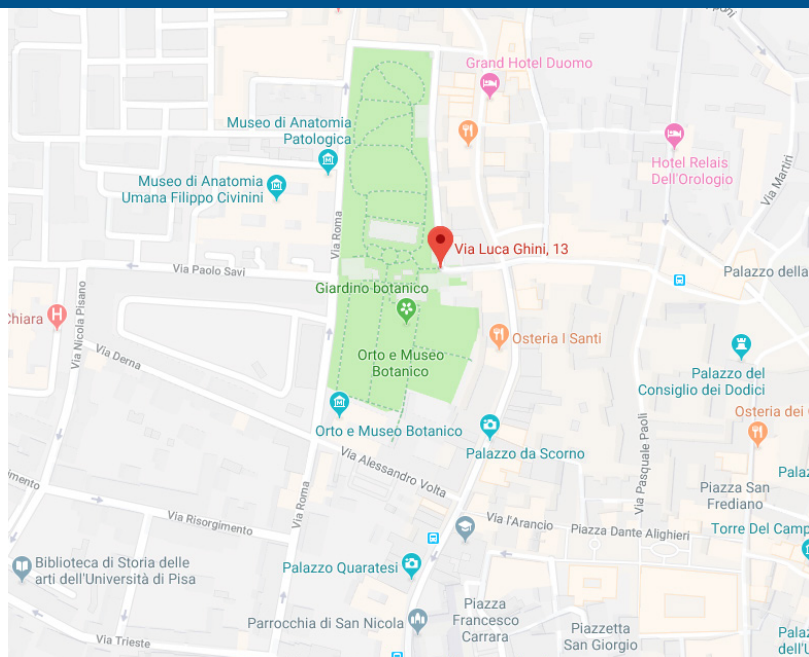 Grand Hotel Duomo
Museo di Anatomia
Patologica
Hotel Relais
Dell'Orologio
Via Martiri
Museo di Anatomia
Umana Filippo Civinini
Via Roma
Via Luca Ghini, 13
Via Paolo Savi
Palazzo della
Giardino botanico
Via Nicola Pisano
Chiara
Osteria I Santi
Via Derna
Orto e Museo
Botanico
Palazzo del
Consiglio dei Dodici
Osteria dei
Orto e Museo Botanico
Palazzo da Scorno
Via Pasquale Paoli
Via Alessandro Volta
Palaz
Piazza San
Frediano
Via Roma
Via Risorgimento
Via l'Arancio
Piazza Dante Alighieri
Torre Del Camp
Biblioteca di Storia delle
arti dell'Università di Pisa
Palazzo Quaratesi
Parrocchia di San Nicola
Piazza
Francesco
Carrara
Piazzetta
San Giorgio
Palaz
dell'U
Via Trieste